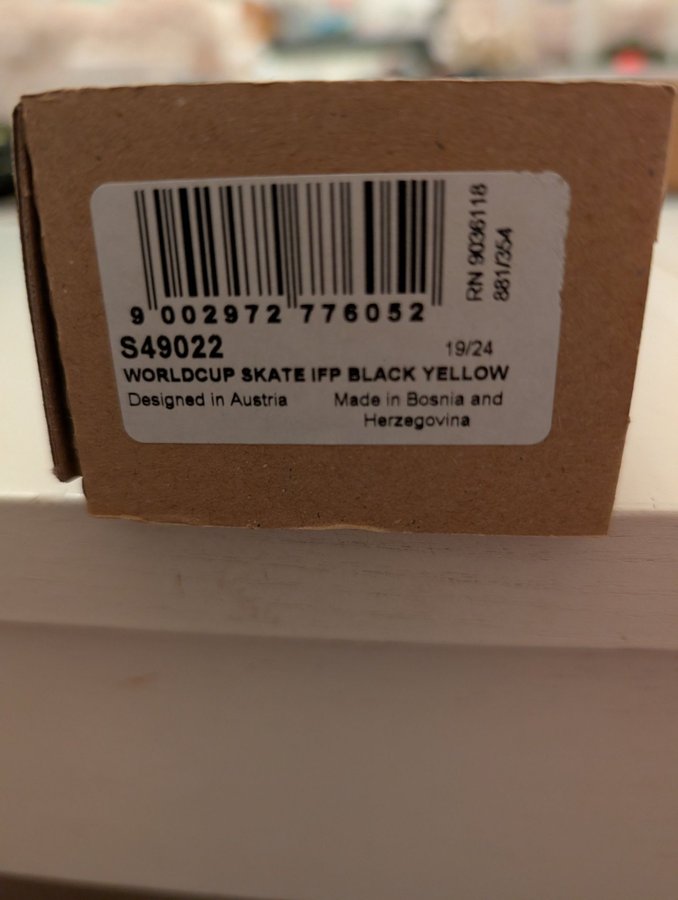 9 002972 776052
RN 9036118
881/354
S49022
19/24
WORLDCUP SKATE IFP BLACK YELLOW
Designed in Austria
Made in Bosnia and
Herzegovina